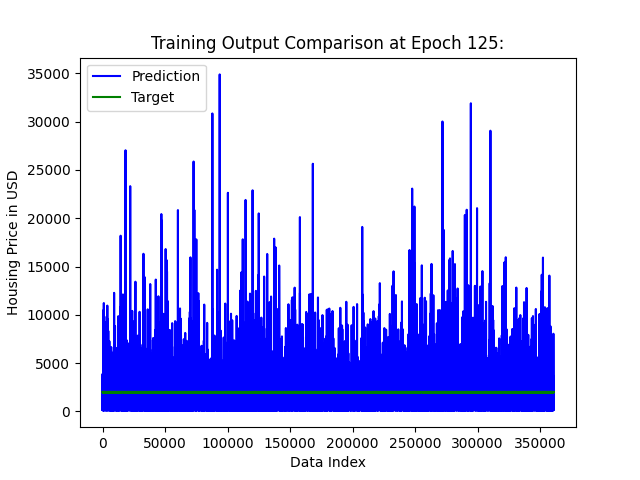 Training Output Comparison at Epoch 125:
Prediction
Target
Housing Price in USD
35000
30000
25000
20000
15000
10000
5000
0
0 50000 100000 150000 200000 250000 300000 350000
Data Index